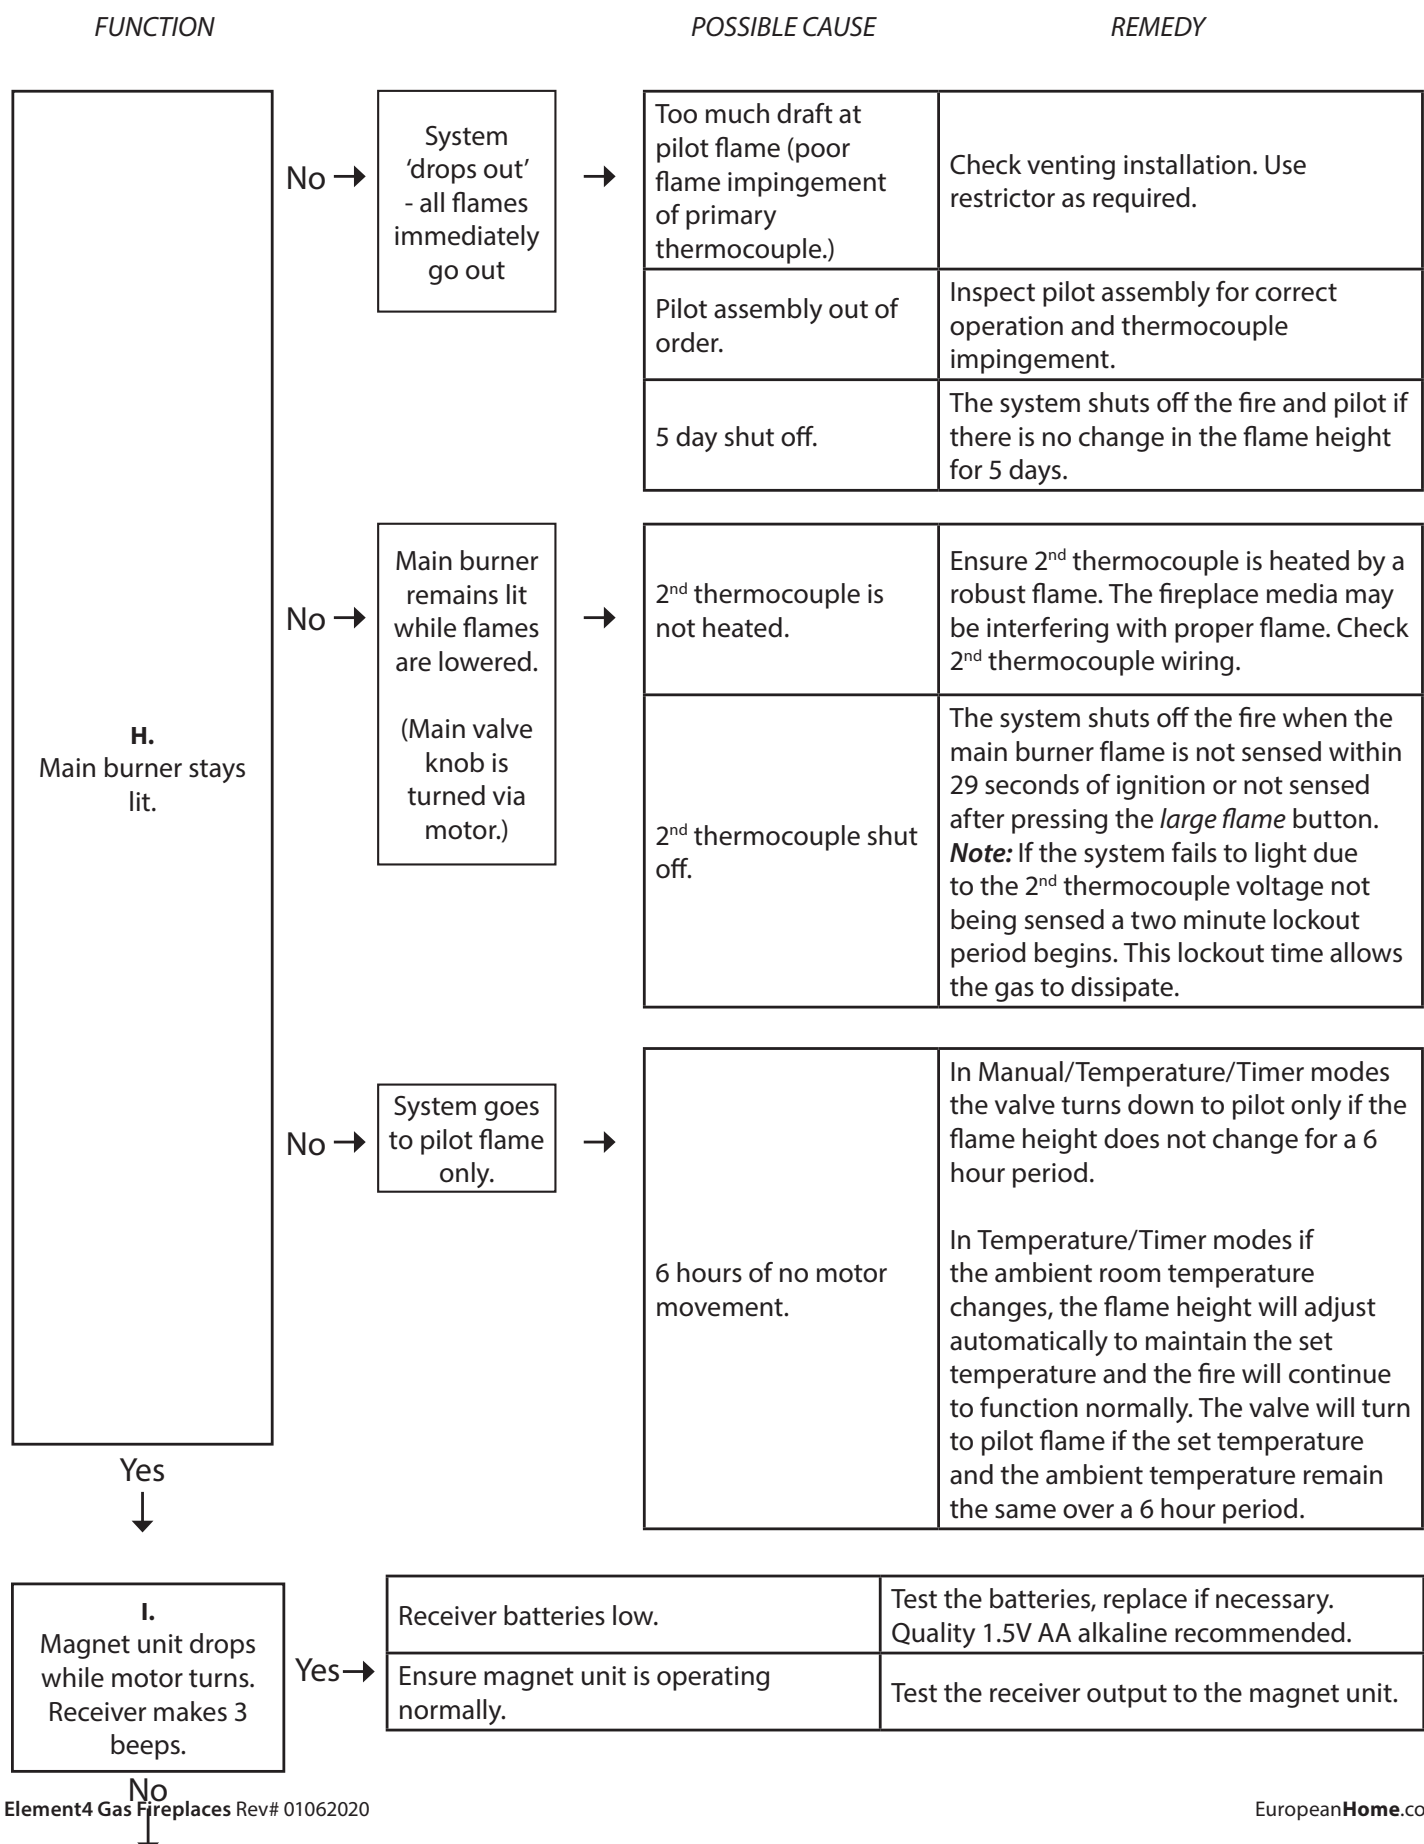 FUNCTION
POSSIBLE CAUSE
REMEDY
H.
Main burner stays
lit.
No
System
‘drops out’
- all flames
immediately
go out
Too much draft at
pilot flame (poor
flame impingement
of primary
thermocouple.)
Check venting installation. Use
restrictor as required.
Pilot assembly out of
order.
Inspect pilot assembly for correct
operation and thermocouple
impingement.
5 day shut off.
The system shuts off the fire and pilot if
there is no change in the flame height
for 5 days.
No
Main burner
remains lit
while flames
are lowered.
(Main valve
knob is
turned via
motor.)
2nd thermocouple is
not heated.
Ensure 2nd thermocouple is heated by a
robust flame. The fireplace media may
be interfering with proper flame. Check
2nd thermocouple wiring.
2nd thermocouple shut
off.
The system shuts off the fire when the
main burner flame is not sensed within
29 seconds of ignition or not sensed
after pressing the large flame button.
Note: If the system fails to light due
to the 2nd thermocouple voltage not
being sensed a two minute lockout
period begins. This lockout time allows
the gas to dissipate.
No
System goes
to pilot flame
only.
6 hours of no motor
movement.
In Manual/Temperature/Timer modes
the valve turns down to pilot only if the
flame height does not change for a 6
hour period.
In Temperature/Timer modes if
the ambient room temperature
changes, the flame height will adjust
automatically to maintain the set
temperature and the fire will continue
to function normally. The valve will turn
to pilot flame if the set temperature
and the ambient temperature remain
the same over a 6 hour period.
Yes
I.
Magnet unit drops
while motor turns.
Receiver makes 3
beeps.
Yes
Receiver batteries low.
Test the batteries, replace if necessary.
Quality 1.5V AA alkaline recommended.
Ensure magnet unit is operating
normally.
Test the receiver output to the magnet unit.
No
Element4 Gas Fireplaces Rev# 01062020
EuropeanHome.co